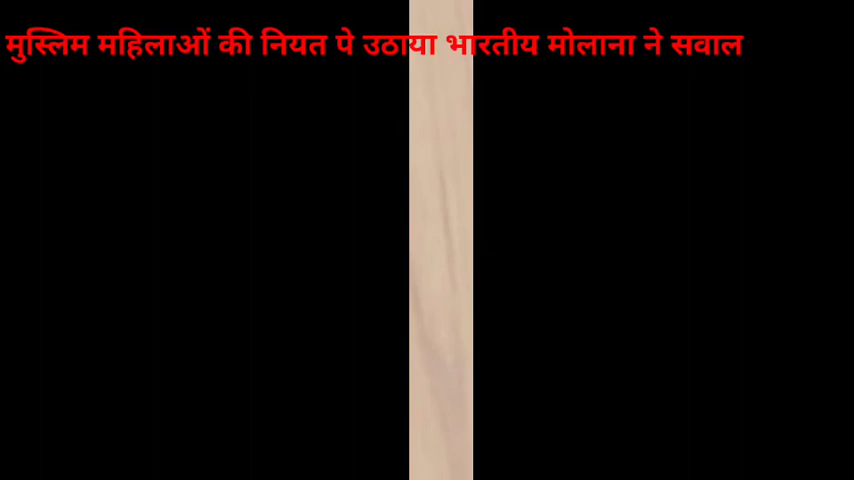 मुस्लिम महिलाओं की नियत पे उठाया भारतीय मोलाना ने सवाल